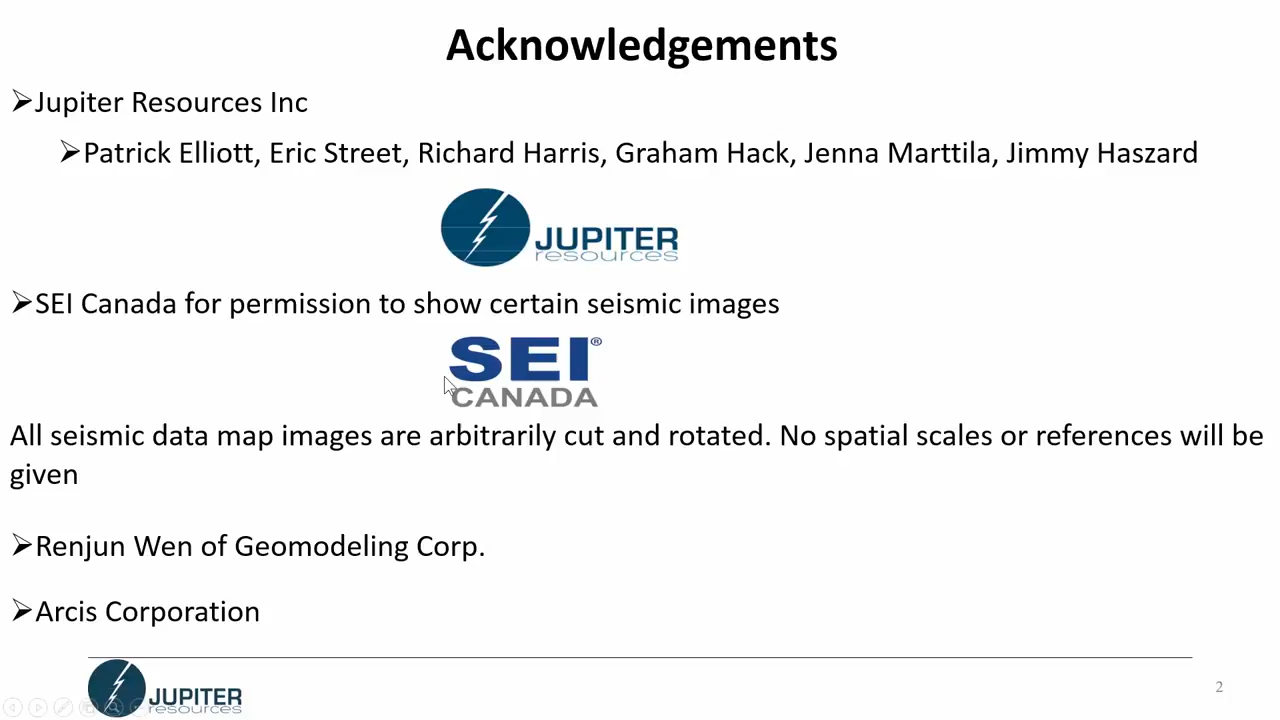 Acknowledgements
➢Jupiter Resources Inc
➢Patrick Elliott, Eric Street, Richard Harris, Graham Hack, Jenna Marttila, Jimmy Haszard
JUPITER
resources
➢SEI Canada for permission to show certain seismic images
SEI®
CANADA
All seismic data map images are arbitrarily cut and rotated. No spatial scales or references will be
given
➢Renjun Wen of Geomodeling Corp.
➢Arcis Corporation
JUPITER
resources
2